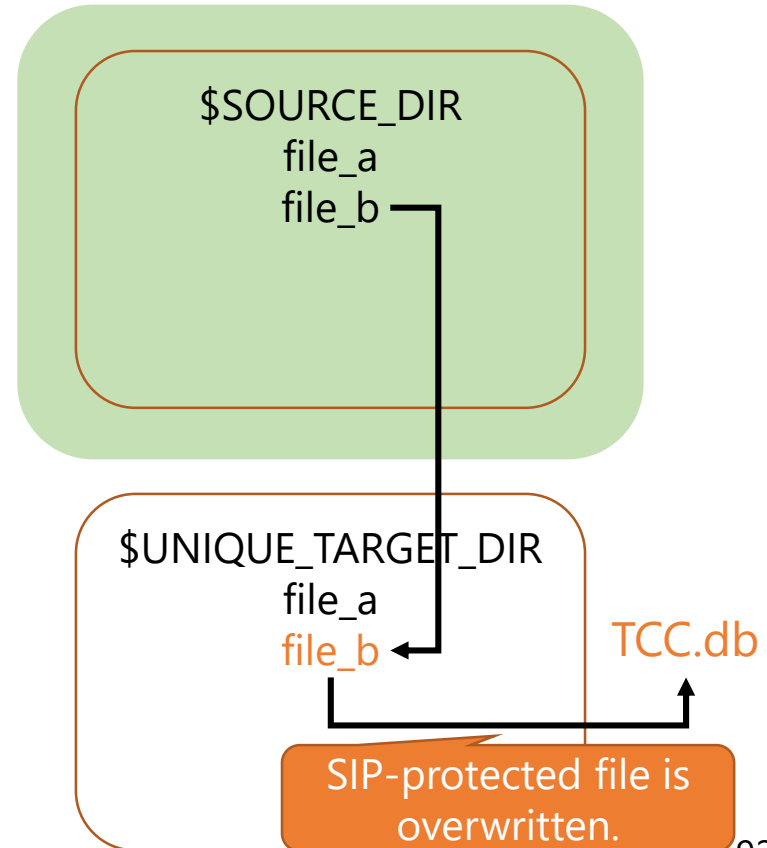 $SOURCE_DIR
file_a
file_b
$UNIQUE_TARGET_DIR
file_a
file_b
TCC.db
SIP-protected file is
overwritten.